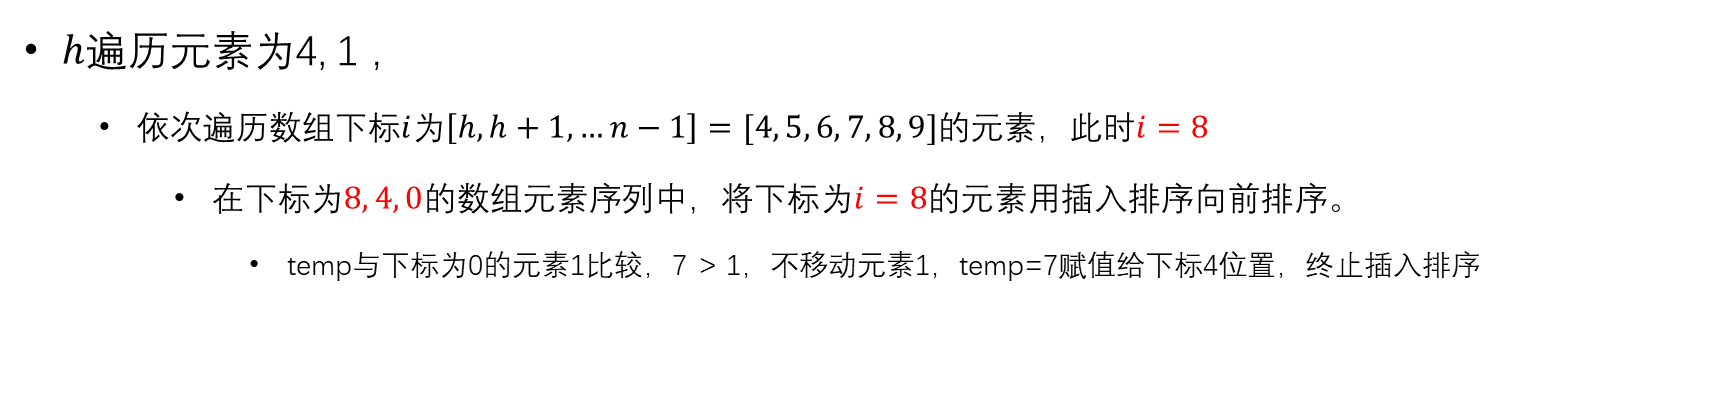 • h遍历元素为4, 1 ,
• 依次遍历数组下标i为[h, h + 1, … n − 1] = [4, 5, 6, 7, 8, 9]的元素，此时i = 8
• 在下标为8, 4, 0的数组元素序列中，将下标为i = 8的元素用插入排序向前排序。
• temp与下标为0的元素1比较，7 > 1，不移动元素1，temp=7赋值给下标4位置，终止插入排序